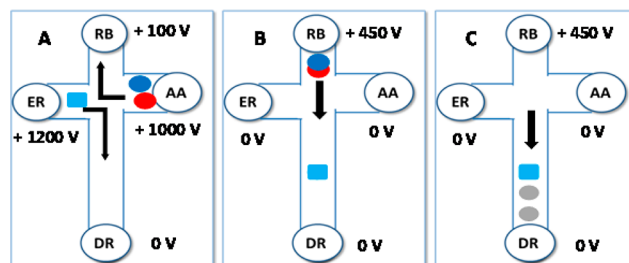 A
RB
+ 100 V
ER
AA
+ 1200 V
+ 1000 V
DR
0 V
B
RB
+ 450 V
ER
AA
0 V
0 V
DR
0 V
C
RB
+ 450 V
ER
AA
0 V
0 V
DR
0 V